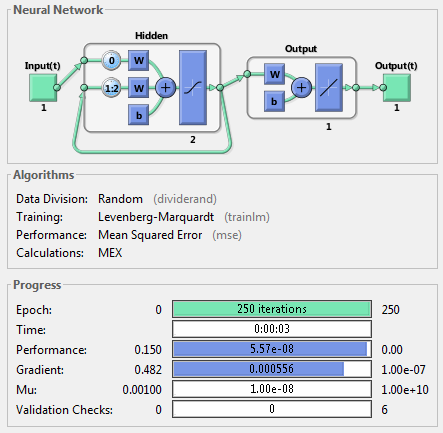 Neural Network
Hidden
Output
Input(t)
Output(t)
0
W
1:2
W
b
+
W
b
+
1
2
1
1
Algorithms
Data Division: Random (dividerand)
Training: Levenberg-Marquardt (trainlm)
Performance: Mean Squared Error (mse)
Calculations: MEX
Progress
Epoch: 0 250 iterations 250
Time: 0:00:03
Performance: 0.150 5.57e-08 0.00
Gradient: 0.482 0.000556 1.00e-07
Mu: 0.00100 1.00e-08 1.00e+10
Validation Checks: 0 0 6